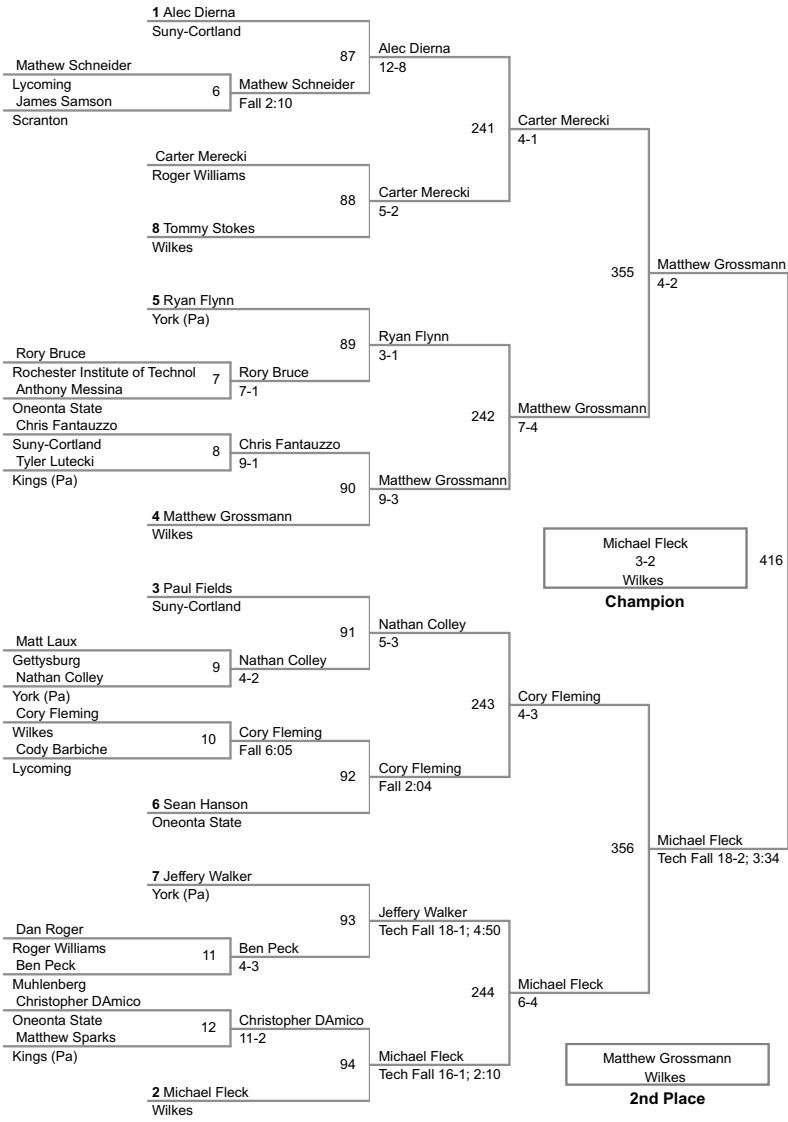 1 Alec Dierna
Suny-Cortland
87
Alec Dierna
12-8
Mathew Schneider
Lycoming
6
Mathew Schneider
James Samson
Fall 2:10
Scranton
241
Carter Merecki
4-1
Carter Merecki
Roger Williams
88
Carter Merecki
5-2
8 Tommy Stokes
Wilkes
355
Matthew Grossmann
4-2
5 Ryan Flynn
York (Pa)
89
Ryan Flynn
3-1
Rory Bruce
Rochester Institute of Technol
7
Rory Bruce
Anthony Messina
7-1
Oneonta State
242
Matthew Grossmann
7-4
Chris Fantauzzo
Suny-Cortland
8
Chris Fantauzzo
Tyler Lutecki
9-1
Kings (Pa)
90
Matthew Grossmann
9-3
4 Matthew Grossmann
Wilkes
Michael Fleck
3-2
Wilkes
416
Champion
3 Paul Fields
Suny-Cortland
91
Nathan Colley
5-3
Matt Laux
Gettysburg
9
Nathan Colley
Nathan Colley
4-2
York (Pa)
243
Cory Fleming
4-3
Cory Fleming
Wilkes
10
Cory Fleming
Cody Barbiche
Fall 6:05
Lycoming
92
Cory Fleming
Fall 2:04
6 Sean Hanson
Oneonta State
356
Michael Fleck
Tech Fall 18-2; 3:34
7 Jeffery Walker
York (Pa)
93
Jeffery Walker
Tech Fall 18-1; 4:50
Dan Roger
Roger Williams
11
Ben Peck
Ben Peck
4-3
Muhlenberg
244
Michael Fleck
6-4
Christopher DAmico
Oneonta State
12
Christopher DAmico
Matthew Sparks
11-2
Kings (Pa)
94
Michael Fleck
Tech Fall 16-1; 2:10
2 Michael Fleck
Wilkes
Matthew Grossmann
Wilkes
2nd Place